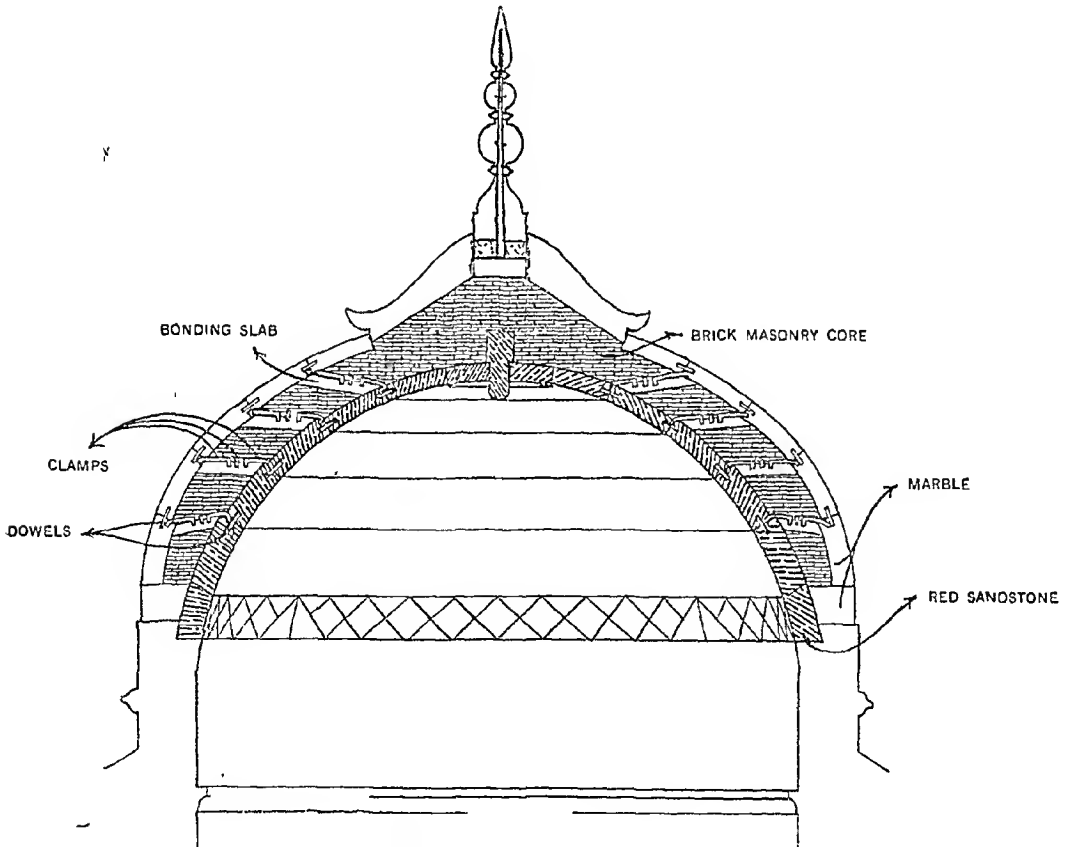 BONDING SLAB
BRICK MASONRY CORE
CLAMPS
MARBLE
DOWELS
RED SANDSTONE